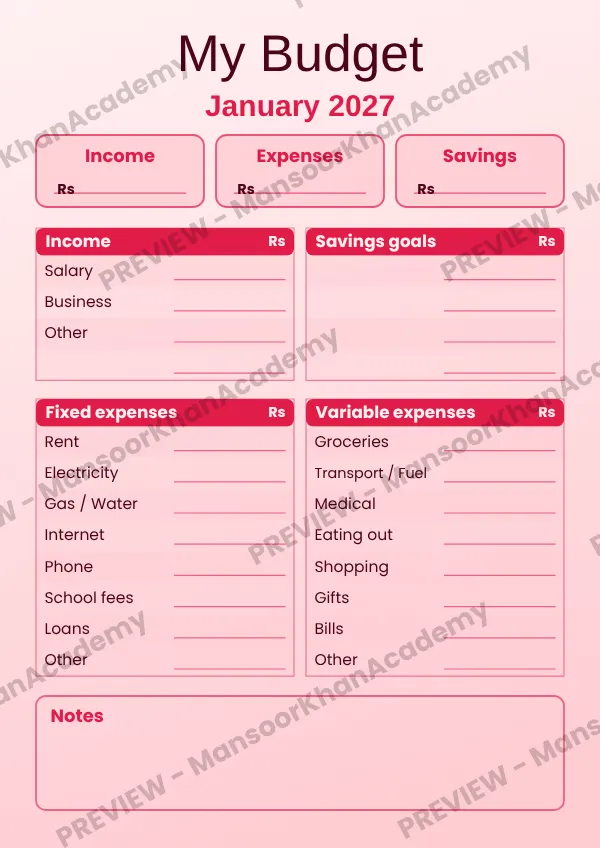 My Budget
January 2027
Income
Expenses
Savings
Rs
Rs
Rs
Income Rs
Salary
Business
Other
Savings goals Rs
Fixed expenses Rs
Rent
Electricity
Gas / Water
Internet
Phone
School fees
Loans
Other
Variable expenses Rs
Groceries
Transport / Fuel
Medical
Eating out
Shopping
Gifts
Bills
Other
Notes
PREVIEW – MansoorKhanAcademy